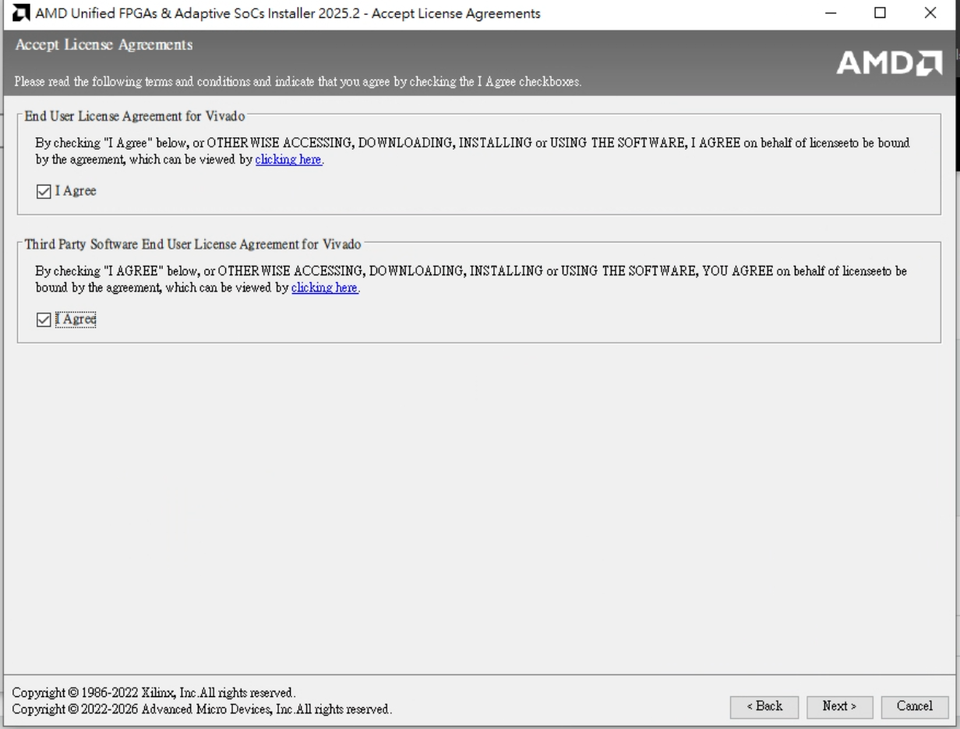 AMD Unified FPGAs & Adaptive SoCs Installer 2025.2 - Accept License Agreements
Accept License Agreements
Please read the following terms and conditions and indicate that you agree by checking the I Agree checkboxes.
AMD
End User License Agreement for Vivado
By checking "I Agree" below, or OTHERWISE ACCESSING, DOWNLOADING, INSTALLING or USING THE SOFTWARE, I AGREE on behalf of licenseeto be bound
by the agreement, which can be viewed by clicking here.
I Agree
Third Party Software End User License Agreement for Vivado
By checking "I AGREE" below, or OTHERWISE ACCESSING, DOWNLOADING, INSTALLING or USING THE SOFTWARE, YOU AGREE on behalf of licenseeto be
bound by the agreement, which can be viewed by clicking here.
I Agree
Copyright © 1986-2022 Xilinx, Inc.All rights reserved.
Copyright © 2022-2026 Advanced Micro Devices, Inc.All rights reserved.
< Back
Next >
Cancel